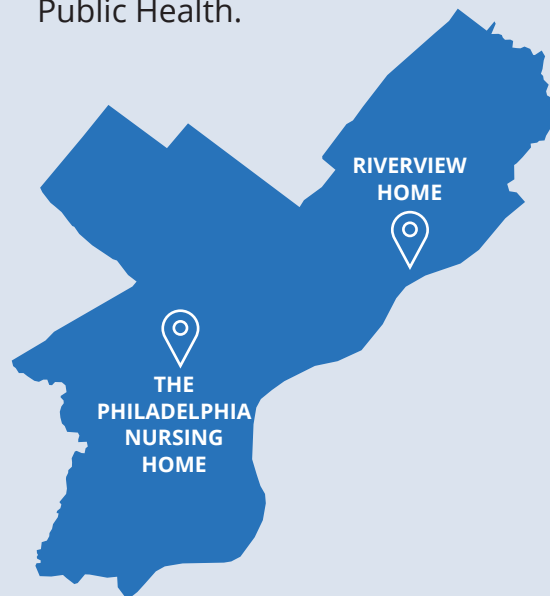 Public Health.
RIVERVIEW
HOME
THE
PHILADELPHIA
NURSING
HOME